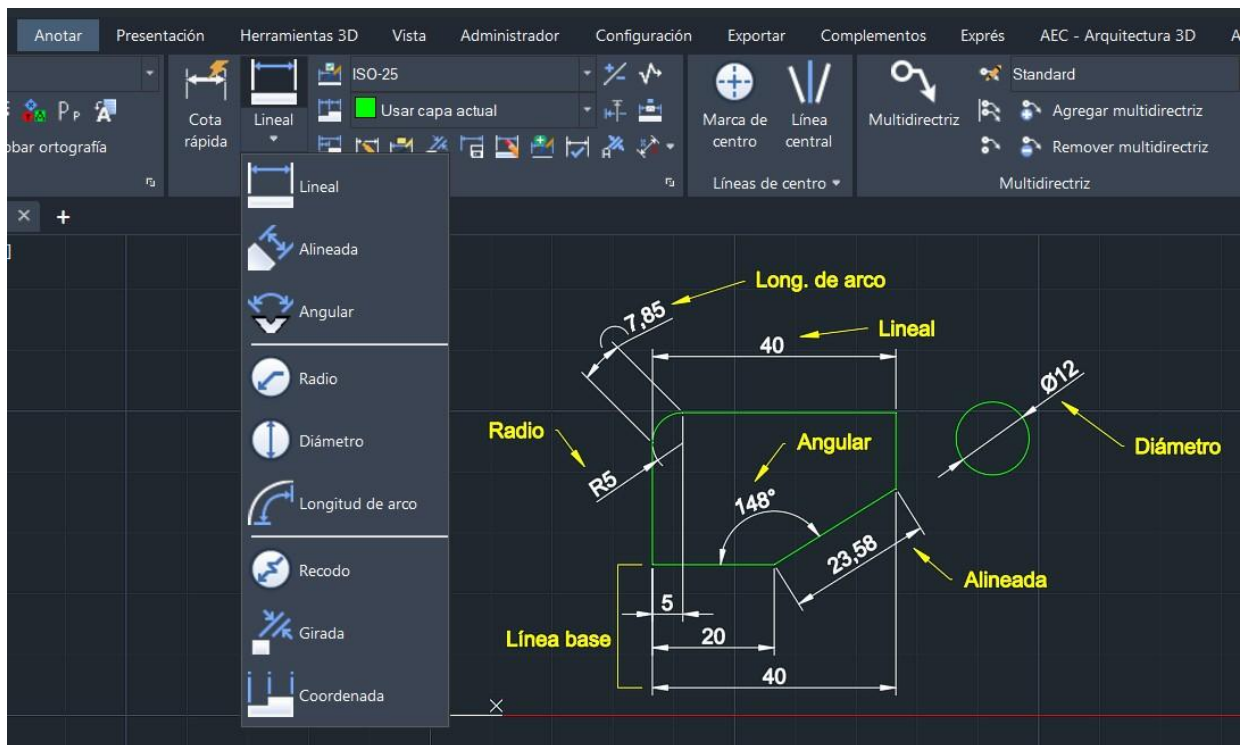 Anotar Presentación Herramientas 3D Vista Administrador Configuración Exportar Complementos Exprés AEC - Arquitectura 3D A
ISO-25
Standard
Usar capa actual
Cota
rápida
Lineal
Marca de
centro
Línea
central
Multidirectriz
Agregar multidirectriz
Remover multidirectriz
obar ortografía
Líneas de centro
Multidirectriz
Lineal
Alineada
Angular
Radio
Diámetro
Longitud de arco
Recodo
Girada
Coordenada
Long. de arco
7,85
Lineal
40
Ø12
Radio
Angular
Diámetro
R5
148°
23,58
Alineada
5
Línea base
20
40